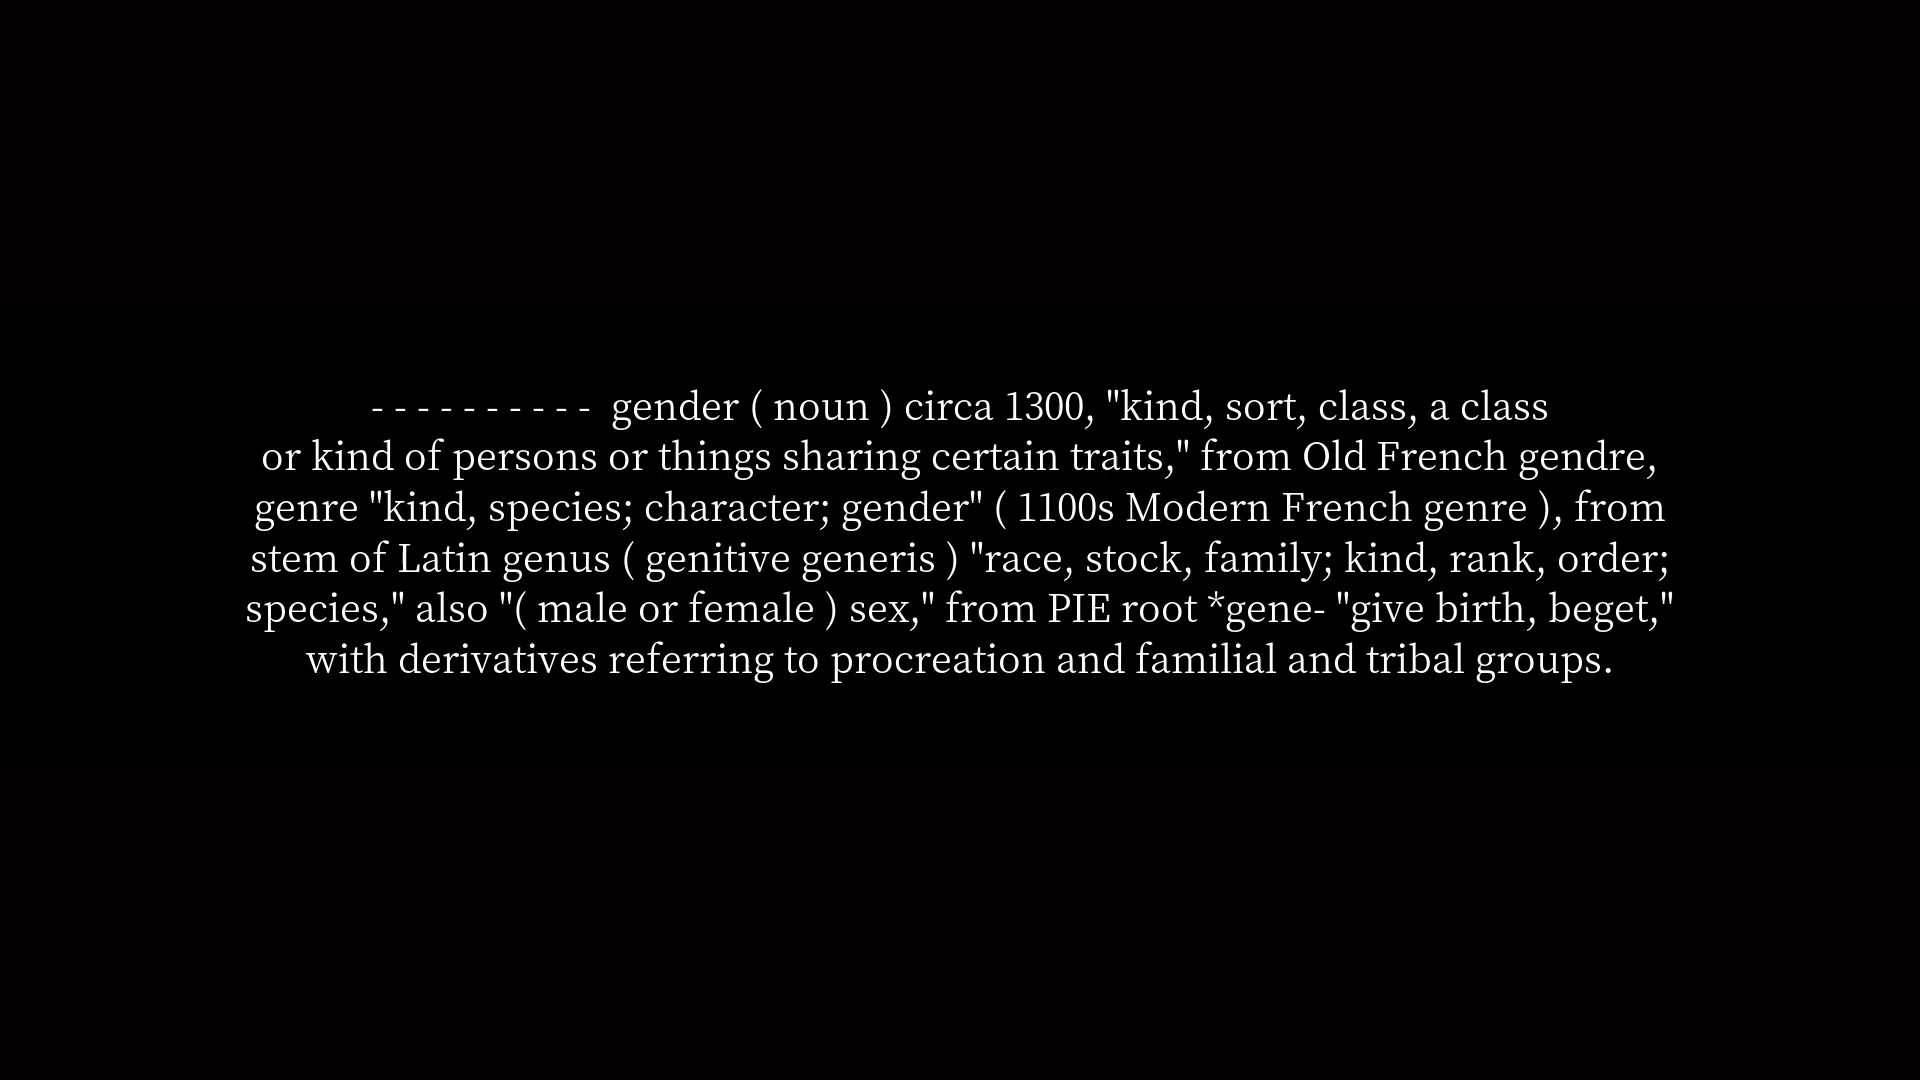 - - - - - - - - - -  gender ( noun ) circa 1300, "kind, sort, class, a class
or kind of persons or things sharing certain traits," from Old French gendre,
genre "kind, species; character; gender" ( 1100s Modern French genre ), from
stem of Latin genus ( genitive generis ) "race, stock, family; kind, rank, order;
species," also "( male or female ) sex," from PIE root *gene- "give birth, beget,"
with derivatives referring to procreation and familial and tribal groups.